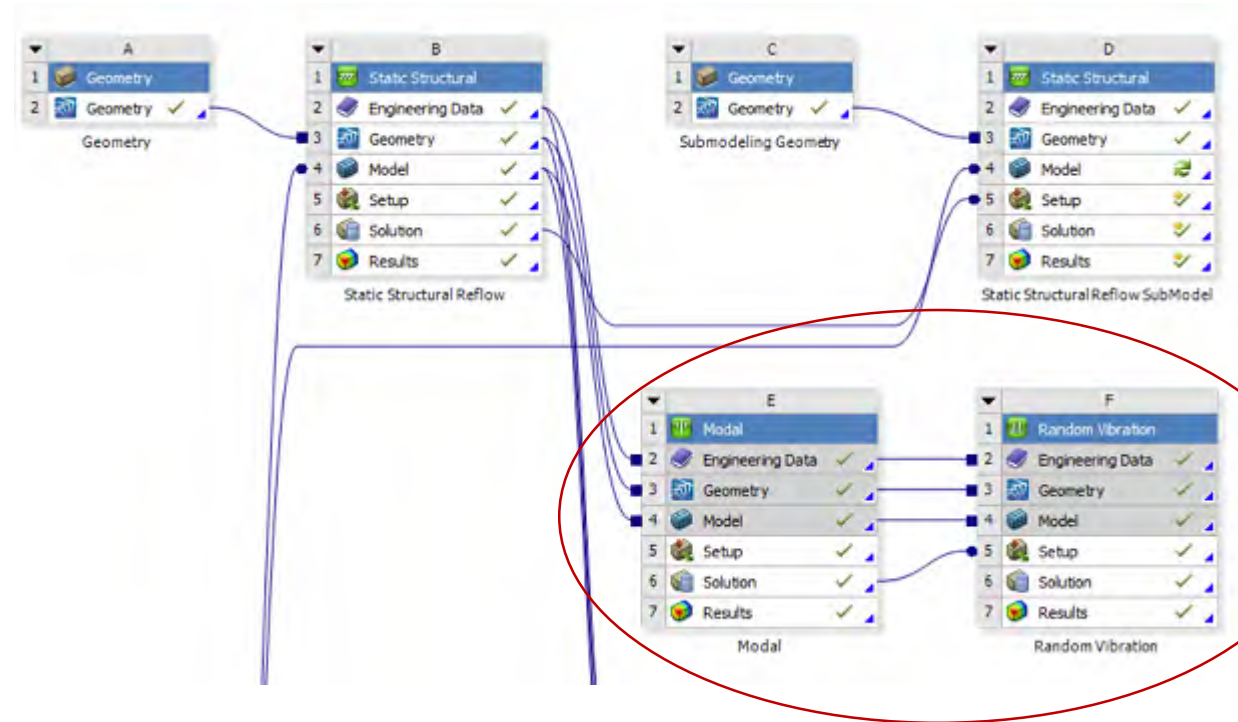 A
1 Geometry
2 Geometry
Geometry
B
1 Static Structural
2 Engineering Data
3 Geometry
4 Model
5 Setup
6 Solution
7 Results
Static Structural Reflow
C
1 Geometry
2 Geometry
Submodeling Geometry
D
1 Static Structural
2 Engineering Data
3 Geometry
4 Model
5 Setup
6 Solution
7 Results
Static Structural Reflow SubModel
E
1 Modal
2 Engineering Data
3 Geometry
4 Model
5 Setup
6 Solution
7 Results
Modal
F
1 Random Vibration
2 Engineering Data
3 Geometry
4 Model
5 Setup
6 Solution
7 Results
Random Vibration